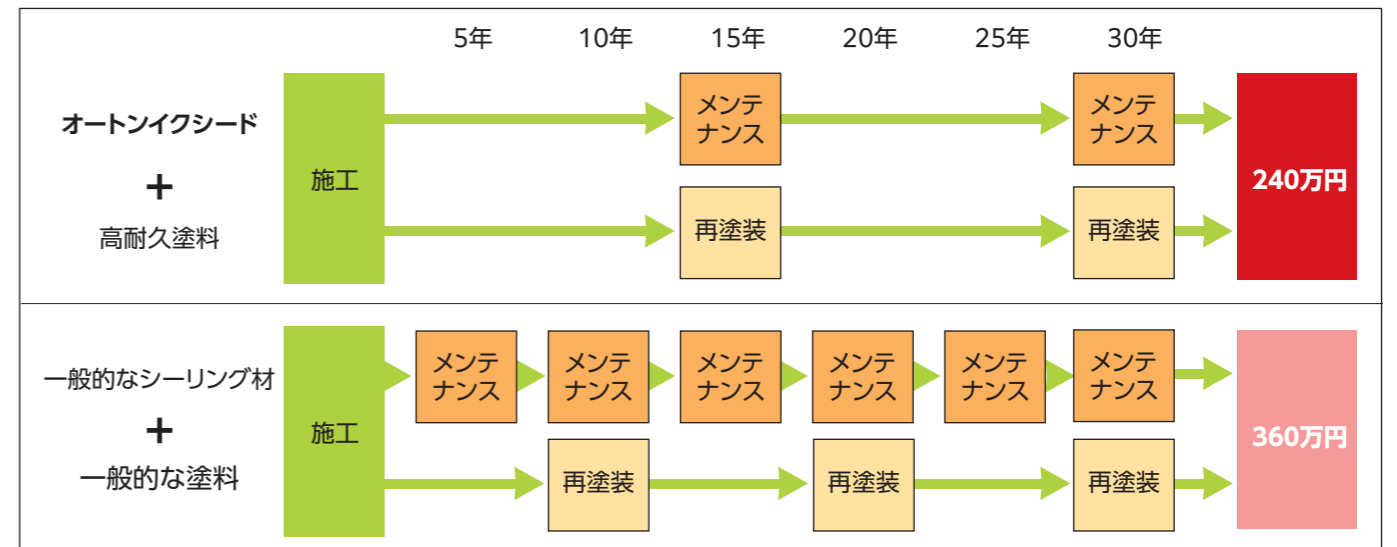 5年 10年 15年 20年 25年 30年
オートンイクシード
+
高耐久塗料
施工
メンテ
ナンス
メンテ
ナンス
再塗装
再塗装
240万円
一般的なシーリング材
+
一般的な塗料
施工
メンテ
ナンス
メンテ
ナンス
メンテ
ナンス
メンテ
ナンス
メンテ
ナンス
メンテ
ナンス
再塗装
再塗装
再塗装
360万円